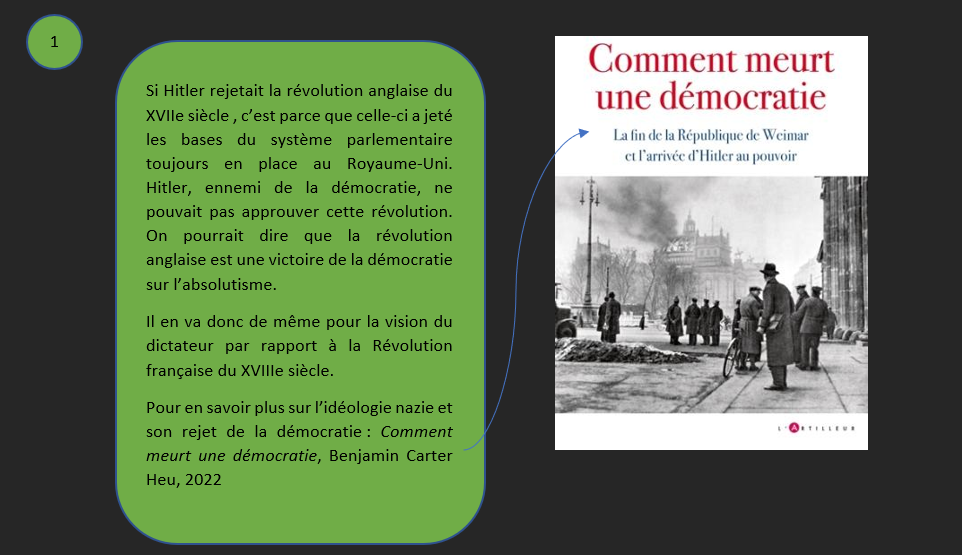 1
Si Hitler rejetait la révolution anglaise du
XVIIe siècle , c’est parce que celle-ci a jeté
les bases du système parlementaire
toujours en place au Royaume-Uni.
Hitler, ennemi de la démocratie, ne
pouvait pas approuver cette révolution.
On pourrait dire que la révolution
anglaise est une victoire de la démocratie
sur l’absolutisme.
Il en va donc de même pour la vision du
dictateur par rapport à la Révolution
française du XVIIIe siècle.
Pour en savoir plus sur l’idéologie nazie et
son rejet de la démocratie : Comment
meurt une démocratie, Benjamin Carter
Heu, 2022
Comment meurt
une démocratie
La fin de la République de Weimar
et l’arrivée d’Hitler au pouvoir
L'ARTILLEUR